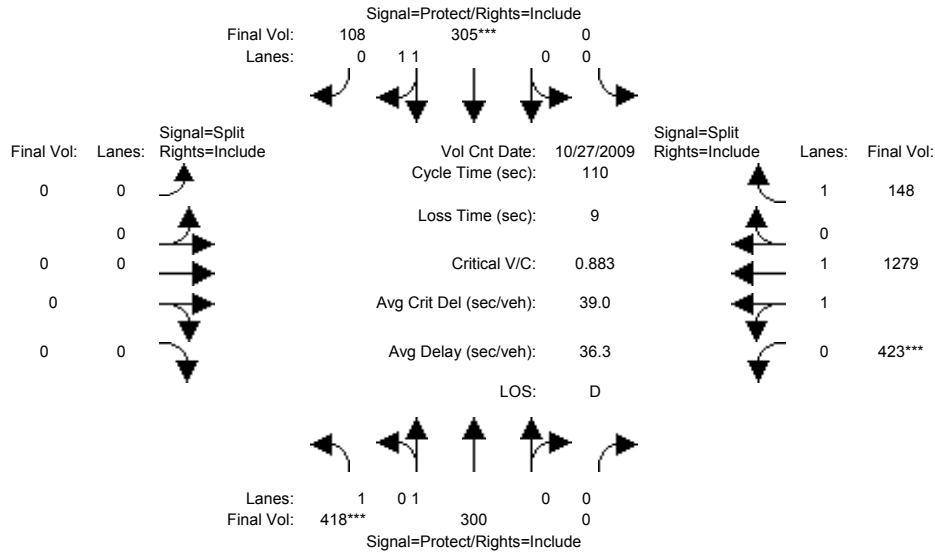 Signal=Protect/Rights=Include
Final Vol: 108 305*** 0
Lanes: 0 1 1 0 0
Signal=Split Signal=Split
Final Vol: Lanes: Rights=Include Vol Cnt Date: 10/27/2009 Rights=Include Lanes: Final Vol:
Cycle Time (sec): 110
0 0 1 148
Loss Time (sec): 9
0 0
0 0 Critical V/C: 0.883 1 1279
0 Avg Crit Del (sec/veh): 39.0 1
0 0 Avg Delay (sec/veh): 36.3 0 423***
LOS: D
Lanes: 1 0 1 0 0
Final Vol: 418*** 300 0
Signal=Protect/Rights=Include